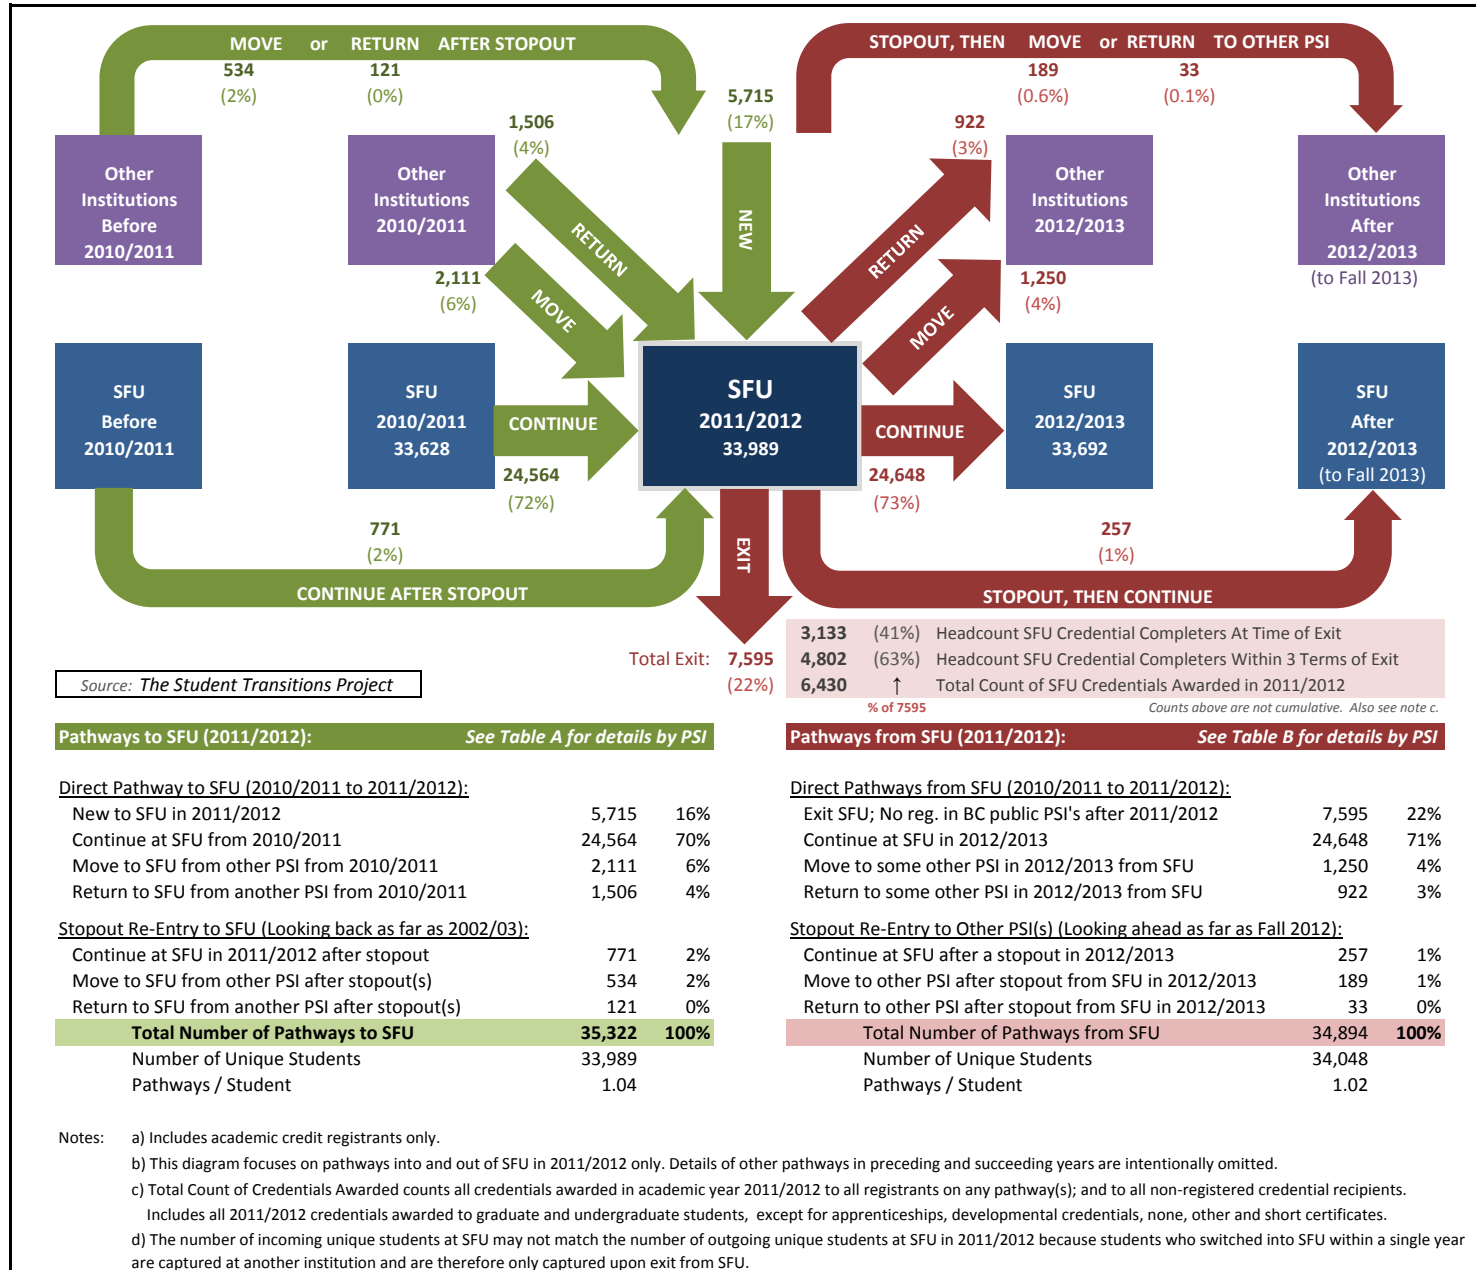 MOVE or RETURN AFTER STOPOUT
534 121
(2%) (0%)
STOPOUT, THEN MOVE or RETURN TO OTHER PSI
189 33
(0.6%) (0.1%)
5,715
(17%)
1,506
(4%)
922
(3%)
Other
Institutions
Before
2010/2011
Other
Institutions
2010/2011
RETURN
NEW
RETURN
Other
Institutions
2012/2013
Other
Institutions
After
2012/2013
(to Fall 2013)
2,111
(6%)
MOVE
MOVE
1,250
(4%)
SFU
Before
2010/2011
SFU
2010/2011
33,628
CONTINUE
24,564
(72%)
SFU
2011/2012
33,989
CONTINUE
24,648
(73%)
SFU
2012/2013
33,692
SFU
After
2012/2013
(to Fall 2013)
771
(2%)
CONTINUE AFTER STOPOUT
EXIT
257
(1%)
STOPOUT, THEN CONTINUE
Total Exit: 7,595
(22%)
3,133 (41%) Headcount SFU Credential Completers At Time of Exit
4,802 (63%) Headcount SFU Credential Completers Within 3 Terms of Exit
6,430 ↑ Total Count of SFU Credentials Awarded in 2011/2012
% of 7595 Counts above are not cumulative. Also see note c.
Source: The Student Transitions Project
Pathways to SFU (2011/2012): See Table A for details by PSI
Direct Pathway to SFU (2010/2011 to 2011/2012):
New to SFU in 2011/2012 5,715 16%
Continue at SFU from 2010/2011 24,564 70%
Move to SFU from other PSI from 2010/2011 2,111 6%
Return to SFU from another PSI from 2010/2011 1,506 4%
Stopout Re-Entry to SFU (Looking back as far as 2002/03):
Continue at SFU in 2011/2012 after stopout 771 2%
Move to SFU from other PSI after stopout(s) 534 2%
Return to SFU from another PSI after stopout(s) 121 0%
Total Number of Pathways to SFU 35,322 100%
Number of Unique Students 33,989
Pathways / Student 1.04
Pathways from SFU (2011/2012): See Table B for details by PSI
Direct Pathways from SFU (2010/2011 to 2011/2012):
Exit SFU; No reg. in BC public PSI's after 2011/2012 7,595 22%
Continue at SFU in 2012/2013 24,648 71%
Move to some other PSI in 2012/2013 from SFU 1,250 4%
Return to some other PSI in 2012/2013 from SFU 922 3%
Stopout Re-Entry to Other PSI(s) (Looking ahead as far as Fall 2012):
Continue at SFU after a stopout in 2012/2013 257 1%
Move to other PSI after stopout from SFU in 2012/2013 189 1%
Return to other PSI after stopout from SFU in 2012/2013 33 0%
Total Number of Pathways from SFU 34,894 100%
Number of Unique Students 34,048
Pathways / Student 1.02
Notes: a) Includes academic credit registrants only.
b) This diagram focuses on pathways into and out of SFU in 2011/2012 only. Details of other pathways in preceding and succeeding years are intentionally omitted.
c) Total Count of Credentials Awarded counts all credentials awarded in academic year 2011/2012 to all registrants on any pathway(s); and to all non-registered credential recipients.
Includes all 2011/2012 credentials awarded to graduate and undergraduate students, except for apprenticeships, developmental credentials, none, other and short certificates.
d) The number of incoming unique students at SFU may not match the number of outgoing unique students at SFU in 2011/2012 because students who switched into SFU within a single year
are captured at another institution and are therefore only captured upon exit from SFU.